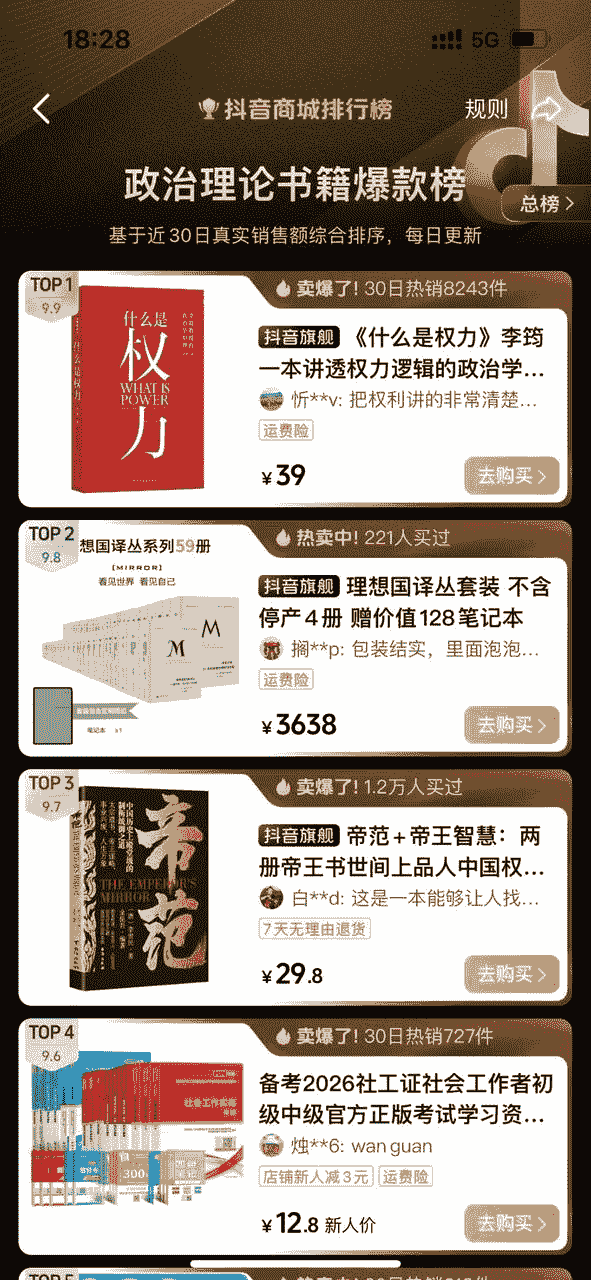 18:28
5G
抖音商城排行榜
规则
政治理论书籍爆款榜
总榜
基于近30日真实销售额综合排序，每日更新
TOP 1
9.9
卖爆了! 30日热销8243件
什么是
权
WHAT IS
POWER
力
抖音旗舰 《什么是权力》李筠
一本讲透权力逻辑的政治学...
忻**v: 把权利讲的非常清楚...
运费险
¥39
去购买
TOP 2
9.8
热卖中! 221人买过
想国译丛系列59册
[MIRROR]
看见世界 看见自己
M
M
笔记本 x1
抖音旗舰 理想国译丛套装 不含
停产4册 赠价值128笔记本
搁**p: 包装结实，里面泡泡...
运费险
¥3638
去购买
TOP 3
9.7
卖爆了! 1.2万人买过
帝范
THE EMPEROR'S
MIRROR
抖音旗舰 帝范+帝王智慧：两
册帝王书世间上品人中国权...
白**d: 这是一本能够让人找...
7天无理由退货
¥29.8
去购买
TOP 4
9.6
卖爆了! 30日热销727件
社会工作实务
300
备考2026社工证社会工作者初
级中级官方正版考试学习资...
烛**6: wan guan
店铺新人减3元
运费险
¥12.8 新人价
去购买